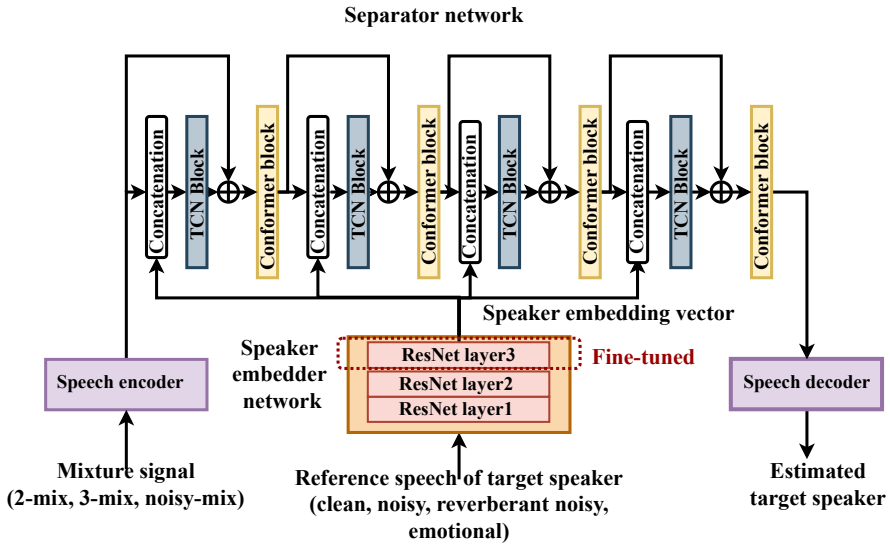 Separator network
Concatenation
TCN Block
Conformer block
Concatenation
TCN Block
Conformer block
Concatenation
TCN Block
Conformer block
Concatenation
TCN Block
Conformer block
Speaker embedding vector
Speaker
embedder
network
ResNet layer3
ResNet layer2
ResNet layer1
Fine-tuned
Speech encoder
Speech decoder
Mixture signal
(2-mix, 3-mix, noisy-mix)
Reference speech of target speaker
(clean, noisy, reverberant noisy,
emotional)
Estimated
target speaker